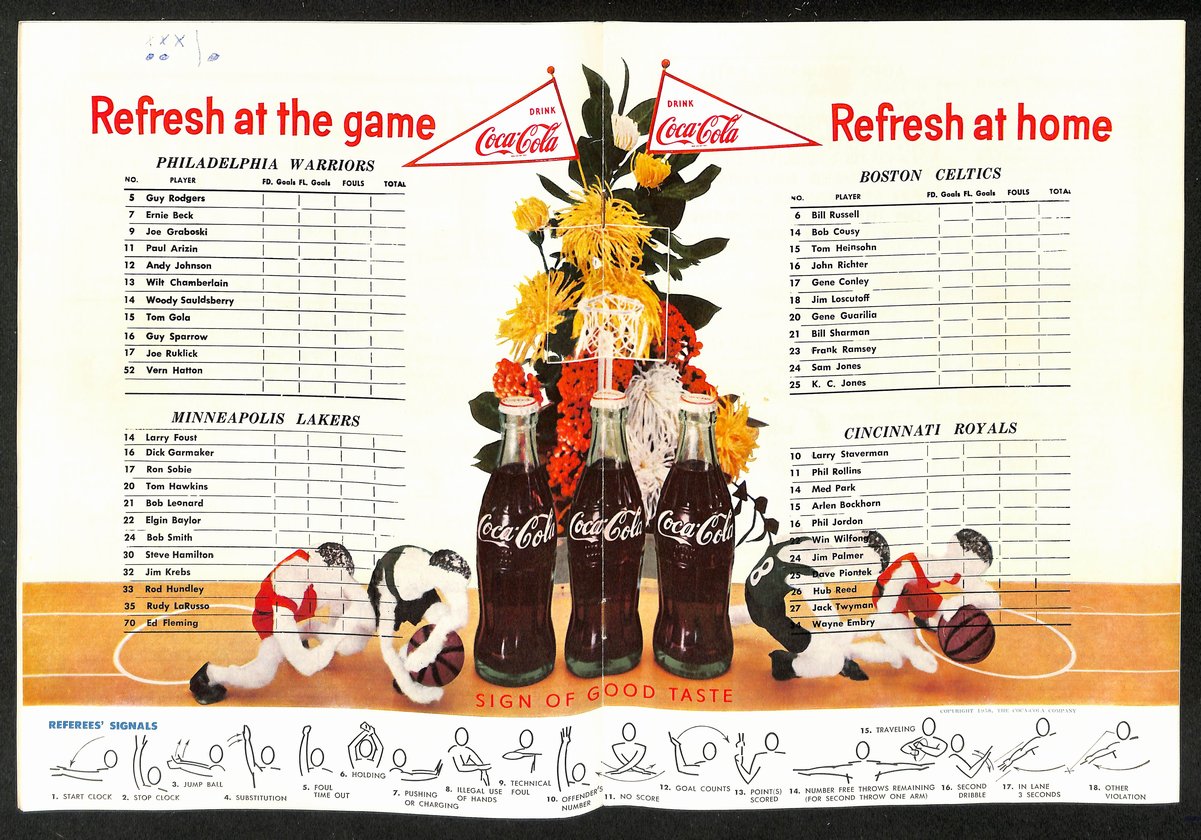 Refresh at the game
DRINK
Coca-Cola
DRINK
Coca-Cola
Refresh at home
PHILADELPHIA WARRIORS
NO. PLAYER FD. Goals FL. Goals FOULS TOTAL
5 Guy Rodgers
7 Ernie Beck
9 Joe Graboski
11 Paul Arizin
12 Andy Johnson
13 Wilt Chamberlain
14 Woody Sauldsberry
15 Tom Gola
16 Guy Sparrow
17 Joe Ruklick
52 Vern Hatton
MINNEAPOLIS LAKERS
14 Larry Foust
16 Dick Garmaker
17 Ron Sobie
20 Tom Hawkins
21 Bob Leonard
22 Elgin Baylor
24 Bob Smith
30 Steve Hamilton
32 Jim Krebs
33 Rod Hundley
35 Rudy LaRusso
70 Ed Fleming
BOSTON CELTICS
NO. PLAYER FD. Goals FL. Goals FOULS TOTAL
6 Bill Russell
14 Bob Cousy
15 Tom Heinsohn
16 John Richter
17 Gene Conley
18 Jim Loscutoff
20 Gene Guarilia
21 Bill Sharman
23 Frank Ramsey
24 Sam Jones
25 K. C. Jones
CINCINNATI ROYALS
10 Larry Staverman
11 Phil Rollins
14 Med Park
15 Arlen Bockhorn
16 Phil Jordon
Win Wilfong
24 Jim Palmer
25 Dave Piontek
26 Hub Reed
27 Jack Twyman
Wayne Embry
Coca-Cola
Coca-Cola
Coca-Cola
SIGN OF GOOD TASTE
COPYRIGHT 1958, THE COCA-COLA COMPANY
REFEREES' SIGNALS
1. START CLOCK
2. STOP CLOCK
3. JUMP BALL
4. SUBSTITUTION
5. FOUL
TIME OUT
6. HOLDING
7. PUSHING
OR CHARGING
8. ILLEGAL USE
OF HANDS
9. TECHNICAL
FOUL
10. OFFENDER'S
NUMBER
11. NO SCORE
12. GOAL COUNTS
13. POINT(S)
SCORED
14. NUMBER FREE THROWS REMAINING
(FOR SECOND THROW ONE ARM)
15. TRAVELING
16. SECOND
DRIBBLE
17. IN LANE
3 SECONDS
18. OTHER
VIOLATION